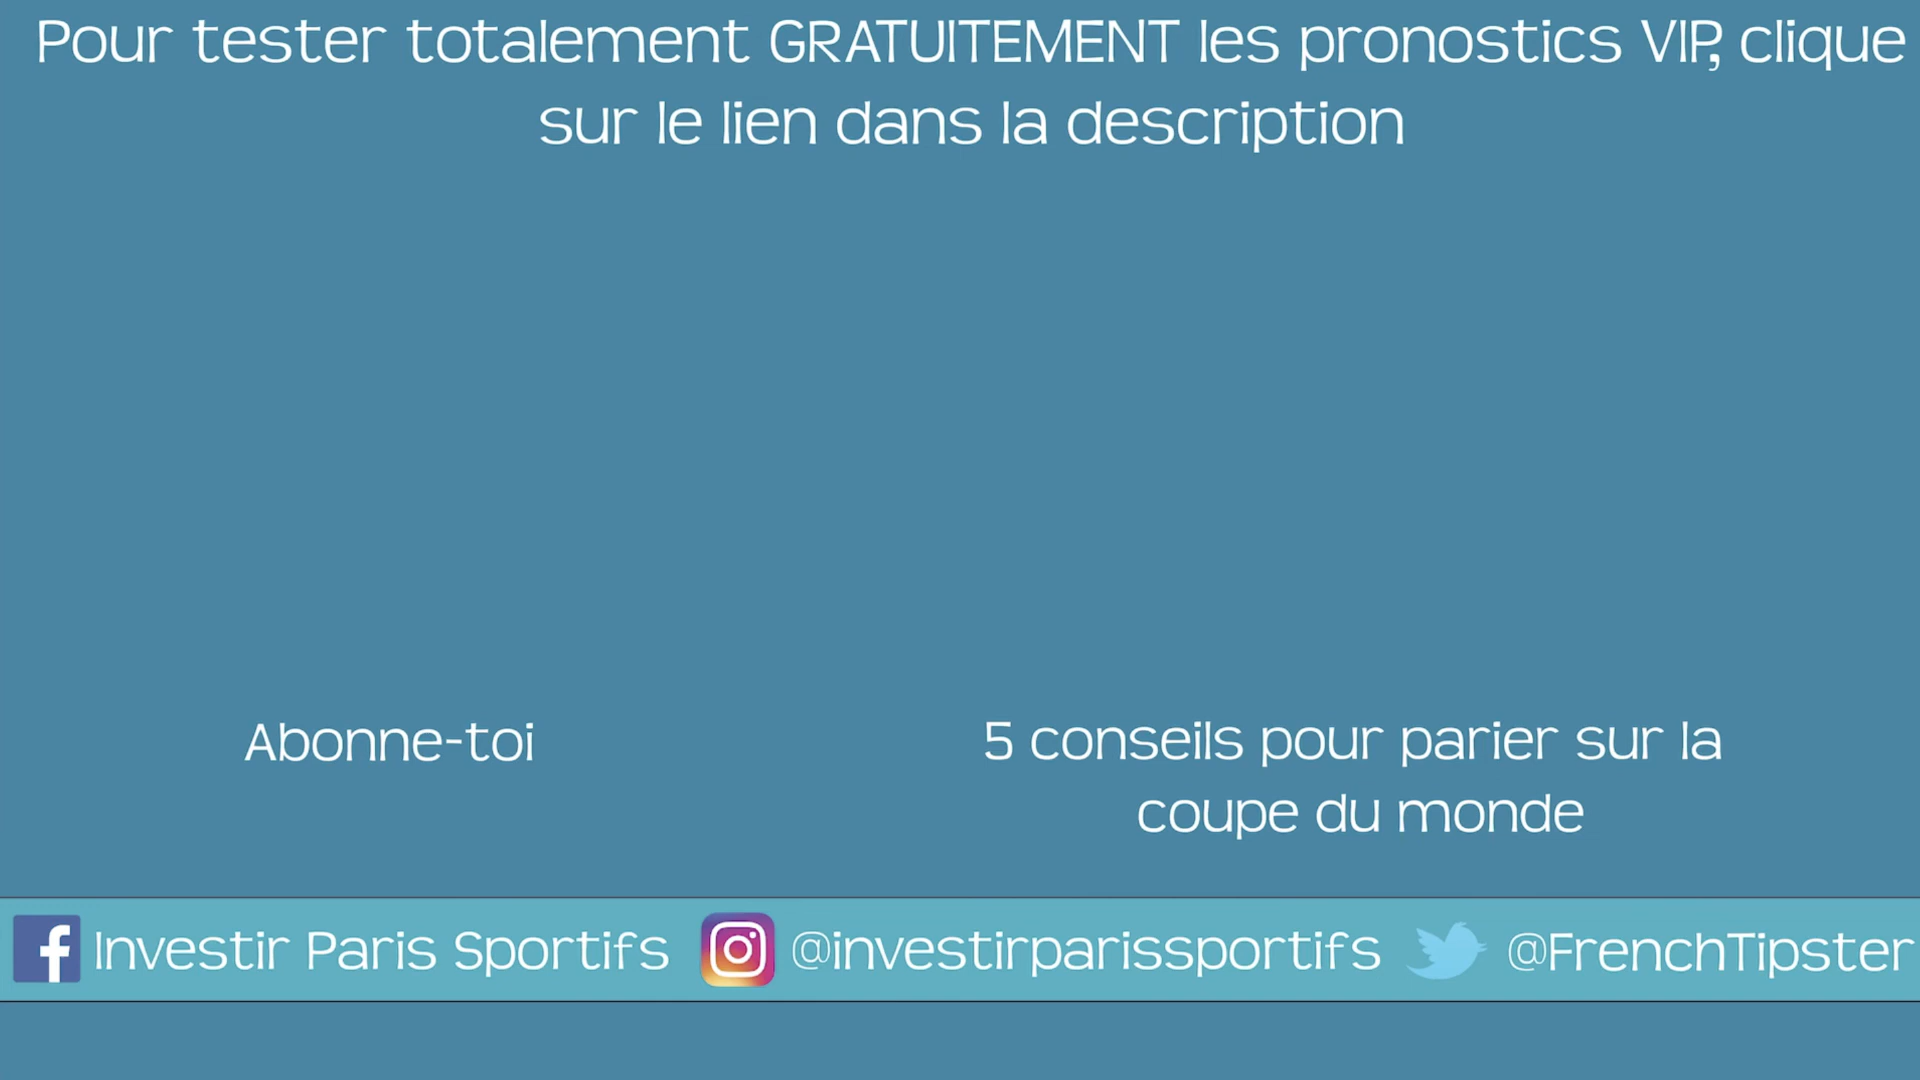 Pour tester totalement GRATUITEMENT les pronostics VIP, clique
sur le lien dans la description
Abonne-toi
5 conseils pour parier sur la
coupe du monde
Investir Paris Sportifs @investirparissportifs @FrenchTipster